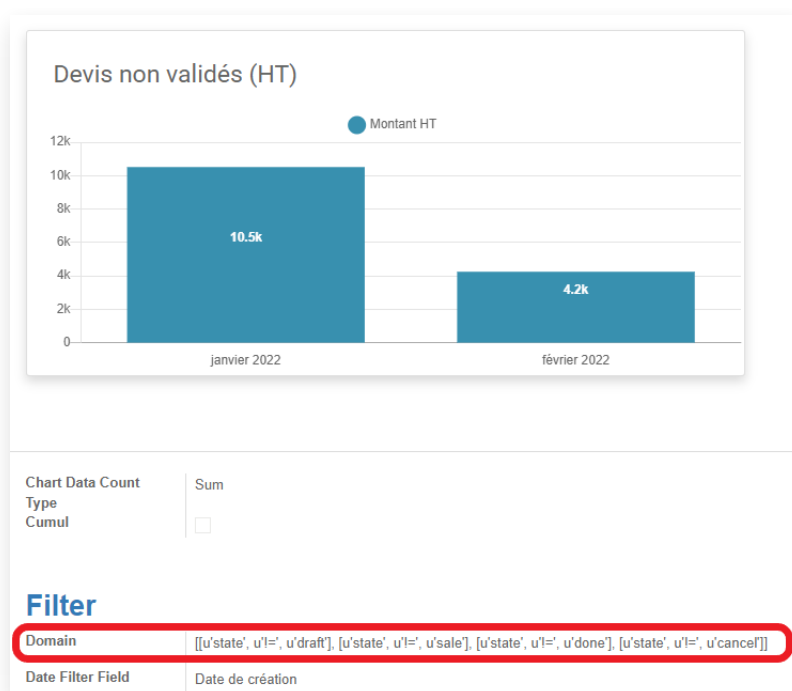 Devis non validés (HT)
Montant HT
12k
10k
8k
6k
4k
2k
0
10.5k
4.2k
janvier 2022
février 2022
Chart Data Count Type
Sum
Cumul
Filter
Domain
[[u'state', u'!=', u'draft'], [u'state', u'!=', u'sale'], [u'state', u'!=', u'done'], [u'state', u'!=', u'cancel']]
Date Filter Field
Date de création